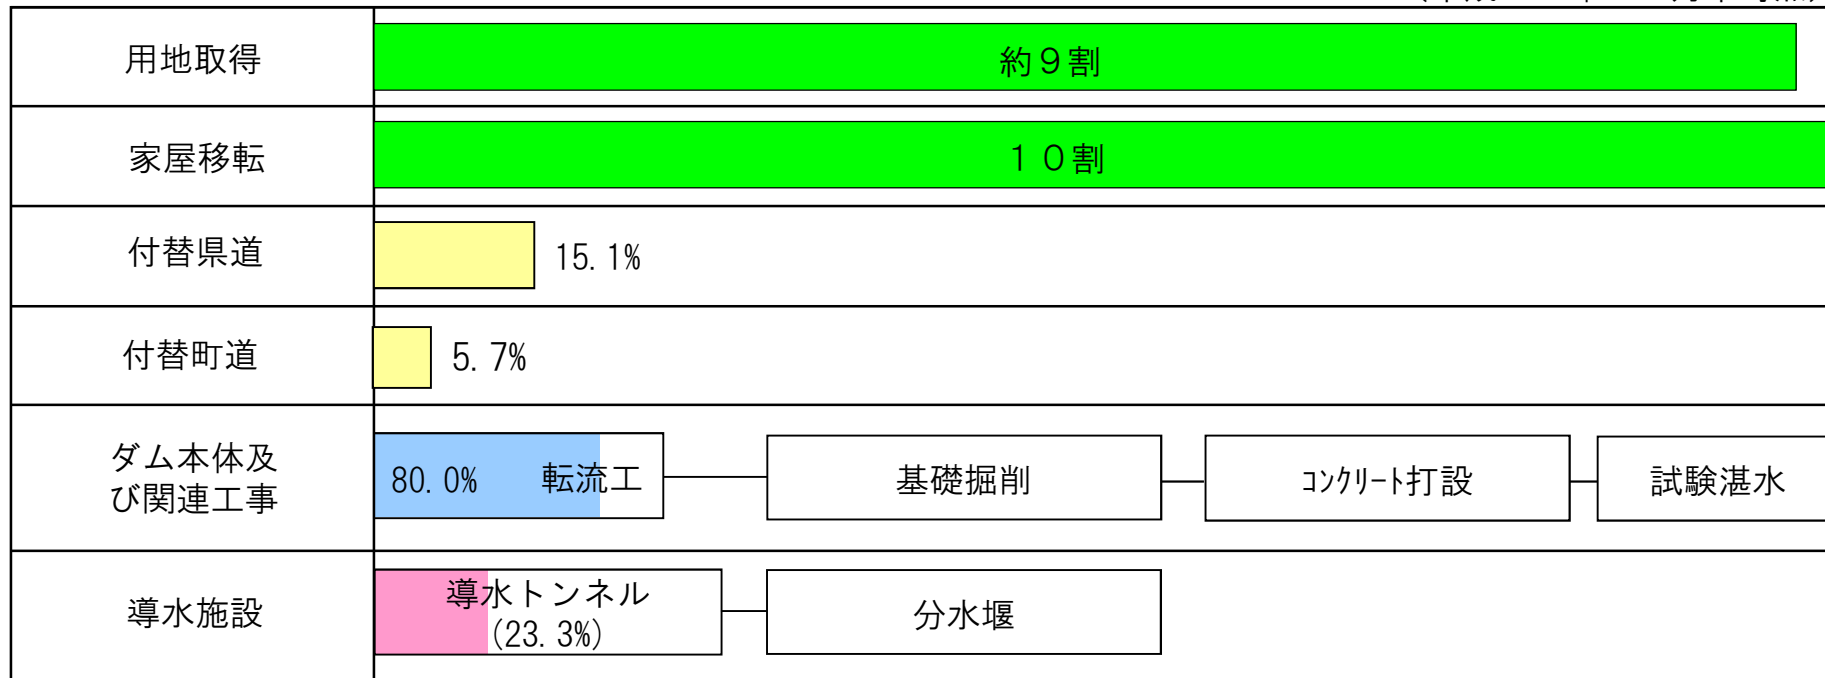 用地取得
約９割
家屋移転
１０割
付替県道
15.1%
付替町道
5.7%
ダム本体及
び関連工事
80.0% 転流工
基礎掘削
ｺﾝｸﾘｰﾄ打設
試験湛水
導水施設
導水トンネル
(23.3%)
分水堰